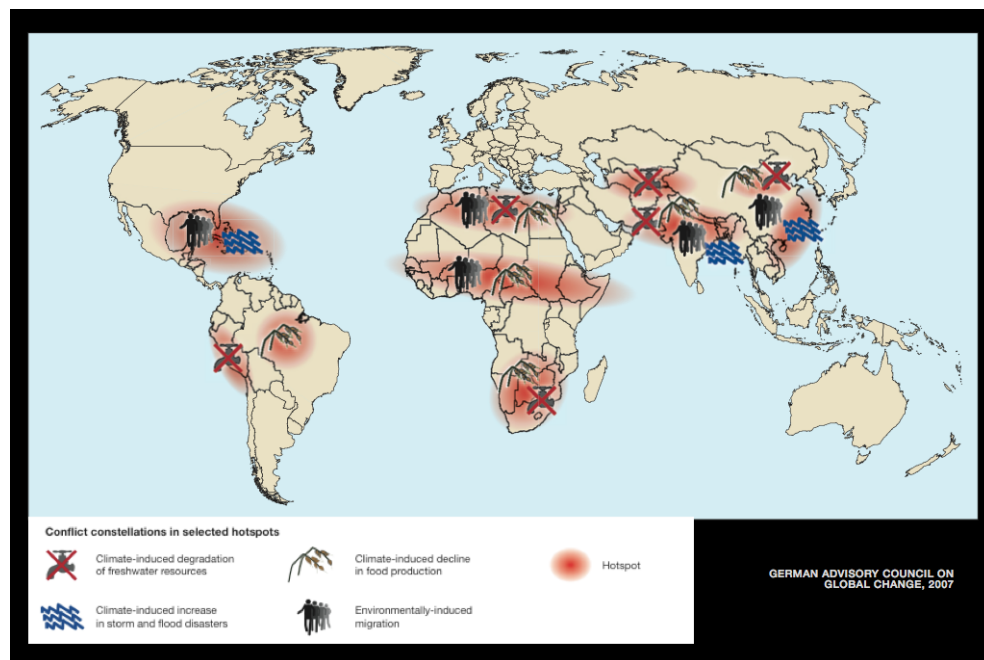 Conflict constellations in selected hotspots
Climate-induced degradation
of freshwater resources
Climate-induced decline
in food production
Hotspot
Climate-induced increase
in storm and flood disasters
Environmentally-induced
migration
GERMAN ADVISORY COUNCIL ON
GLOBAL CHANGE, 2007